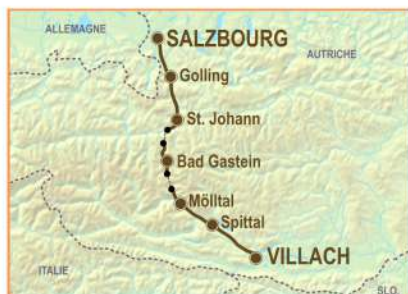 ALLEMAGNE
SALZBOURG
AUTRICHE
Golling
St. Johann
Bad Gastein
Mölltal
Spittal
VILLACH
ITALIE
SLO.